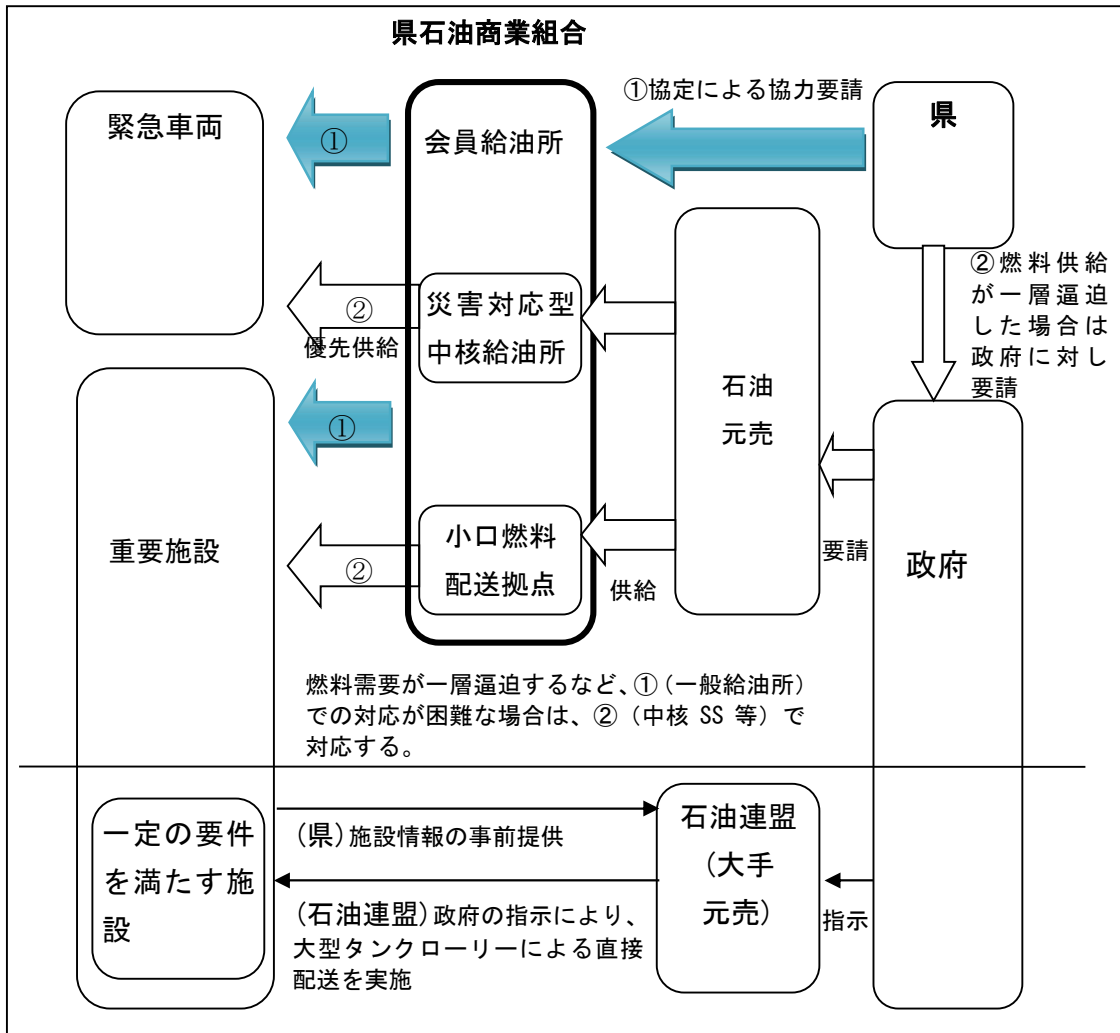 県石油商業組合
①協定による協力要請
緊急車両
①
会員給油所
県
②燃料供給
が一層逼迫
した場合は
政府に対し
要請
②
優先供給
災害対応型
中核給油所
石油
元売
①
重要施設
②
小口燃料
配送拠点
供給
要請
政府
燃料需要が一層逼迫するなど、①(一般給油所)
での対応が困難な場合は、②(中核 SS 等)で
対応する。
一定の要件
を満たす施
設
(県)施設情報の事前提供
(石油連盟)政府の指示により、
大型タンクローリーによる直接
配送を実施
石油連盟
(大手
元売)
指示